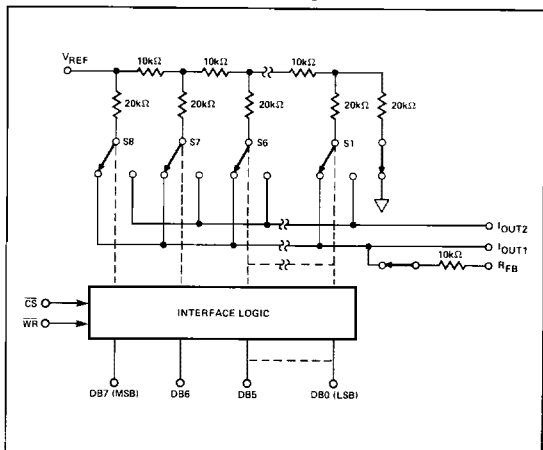 VREF
10kΩ
10kΩ
10kΩ
20kΩ
20kΩ
20kΩ
20kΩ
20kΩ
S8
S7
S6
S1
IOUT2
IOUT1
10kΩ
RFB
CS
WR
INTERFACE LOGIC
DB7 (MSB)
DB6
DB5
DB0 (LSB)